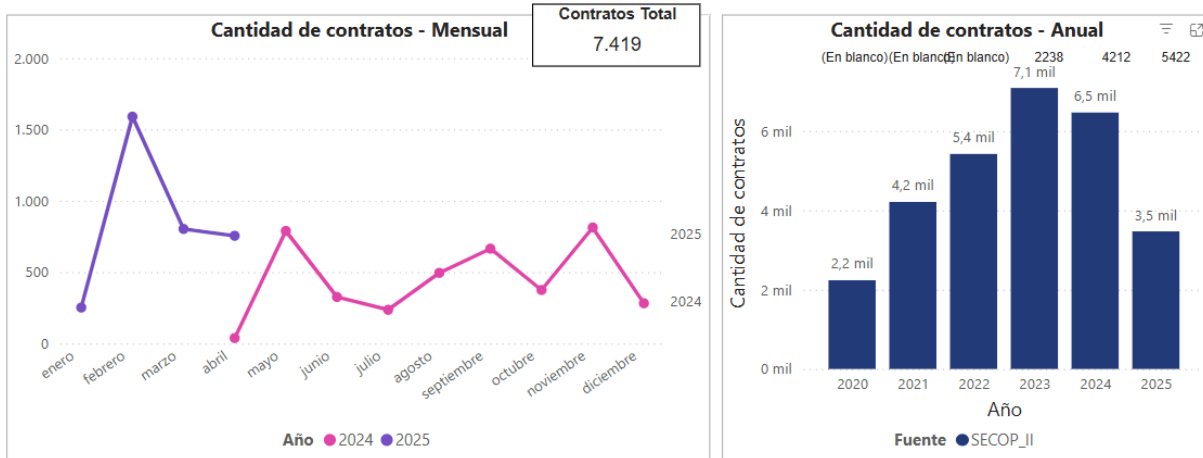 Cantidad de contratos - Mensual
Contratos Total
7.419
2.000
1.500
1.000
500
0
2025
2024
enero
febrero
marzo
abril
mayo
junio
julio
agosto
septiembre
octubre
noviembre
diciembre
Año 2024 2025
Cantidad de contratos - Anual
(En blanco) (En blanco) (En blanco) 2238 4212 5422
Cantidad de contratos
6 mil
4 mil
2 mil
0 mil
2,2 mil
4,2 mil
5,4 mil
7,1 mil
6,5 mil
3,5 mil
2020 2021 2022 2023 2024 2025
Año
Fuente SECOP_II